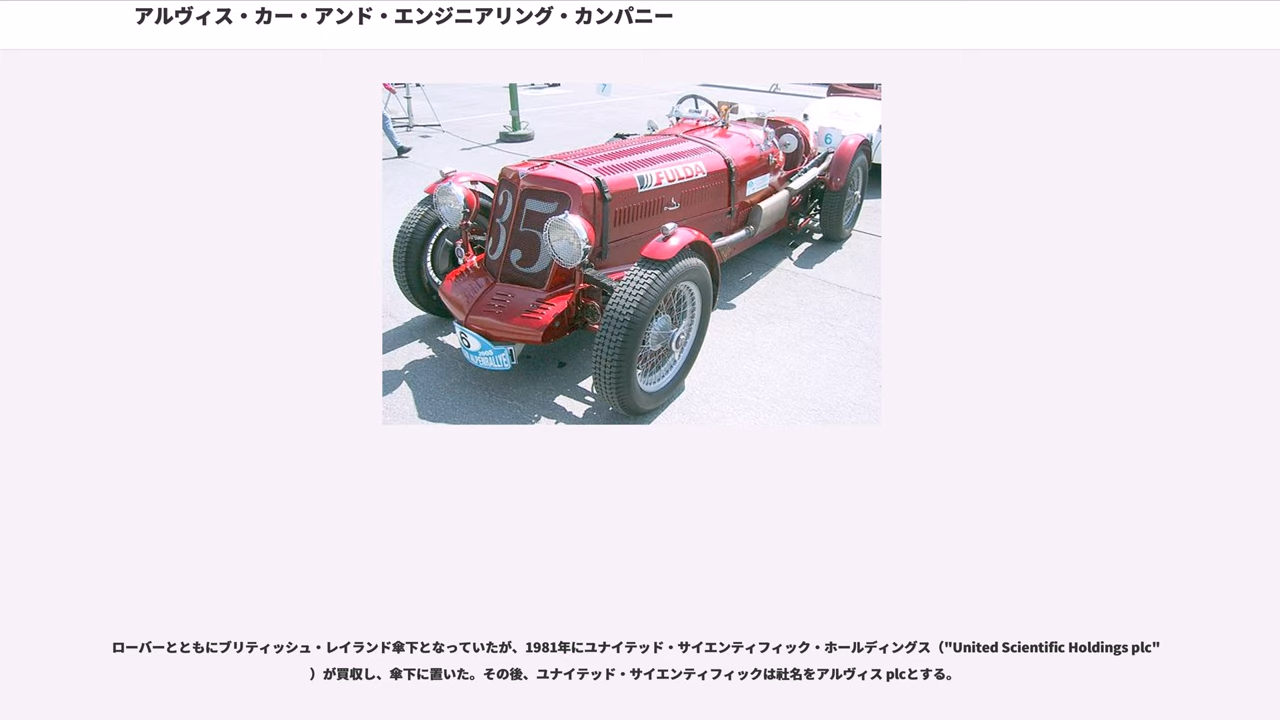 アルヴィス・カー・アンド・エンジニアリング・カンパニー
7
6
FULDA
35
6
2005
ALPENRALLYE
ローバーとともにブリティッシュ・レイランド傘下となっていたが、1981年にユナイテッド・サイエンティフィック・ホールディングス（"United Scientific Holdings plc"
）が買収し、傘下に置いた。その後、ユナイテッド・サイエンティフィックは社名をアルヴィス plcとする。